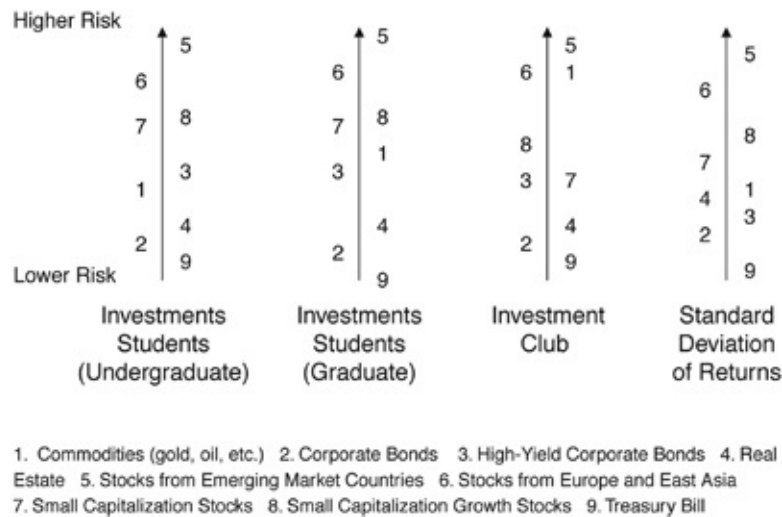 Higher Risk
5 5 5 5
6 6 6 1 6
7 8 7 8 8 8
1 7
3 3 3 7 4 1
1 3
4 4 4 2
2 2 2
9 9 9 9
Lower Risk
Investments Investments Investment Standard
Students Students Club Deviation
(Undergraduate) (Graduate) of Returns
1. Commodities (gold, oil, etc.) 2. Corporate Bonds 3. High-Yield Corporate Bonds 4. Real
Estate 5. Stocks from Emerging Market Countries 6. Stocks from Europe and East Asia
7. Small Capitalization Stocks 8. Small Capitalization Growth Stocks 9. Treasury Bill